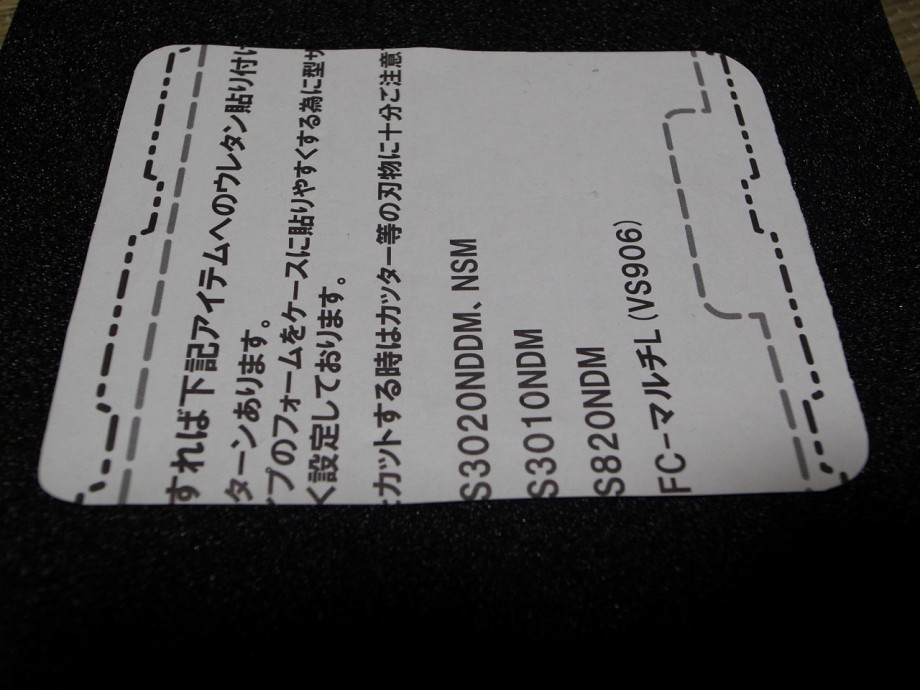 すれば下記アイテムへのウレタン貼り付け
ターンあります。
プのフォームをケースに貼りやすくする為に型サ
く設定しております。
カットする時はカッター等の刃物に十分ご注意
S3020NDDM、NSM
S3010NDM
S820NDM
FC-マルチL (VS906)